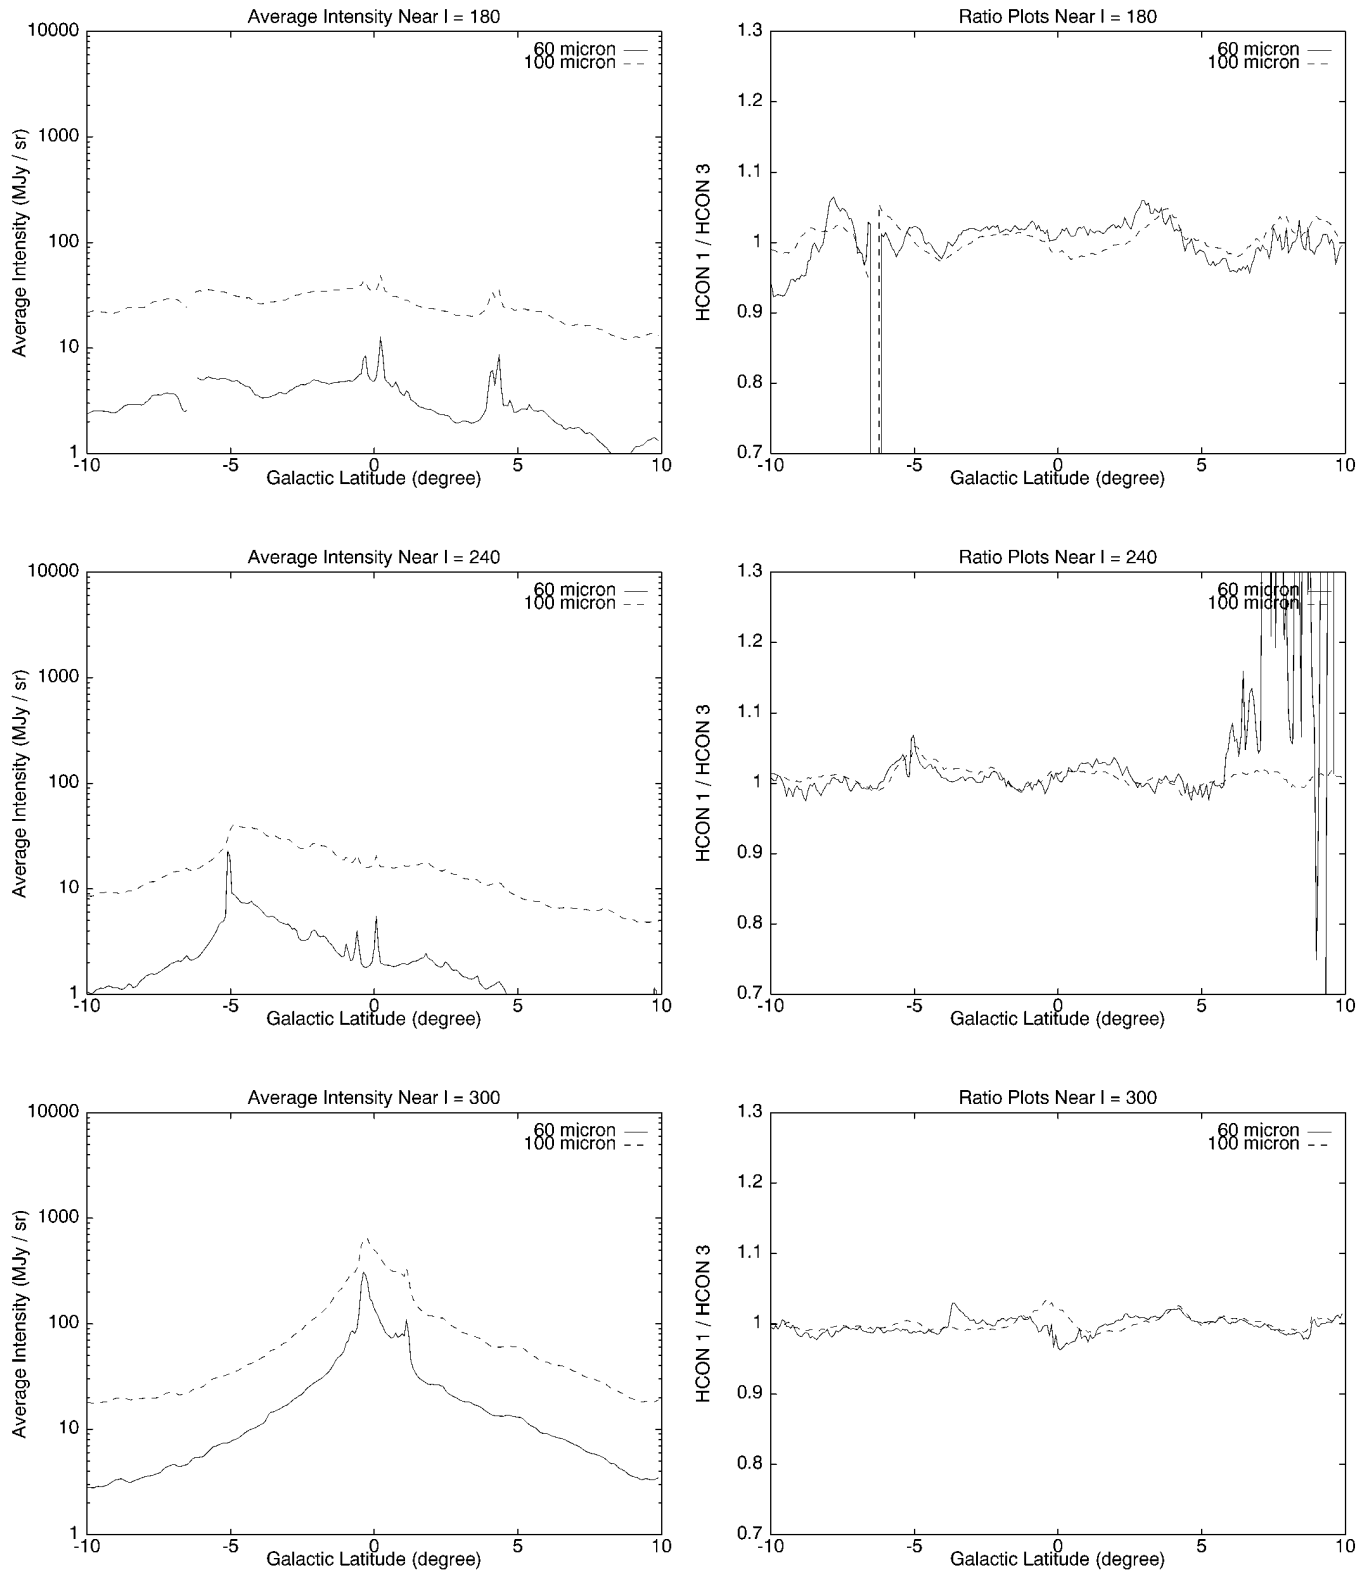 Average Intensity Near l = 180
10000
1000
100
10
1
Average Intensity (MJy / sr)
60 micron
100 micron
-10 -5 0 5 10
Galactic Latitude (degree)
Ratio Plots Near l = 180
1.3
1.2
1.1
1
0.9
0.8
0.7
HCON 1 / HCON 3
60 micron
100 micron
-10 -5 0 5 10
Galactic Latitude (degree)
Average Intensity Near l = 240
10000
1000
100
10
1
Average Intensity (MJy / sr)
60 micron
100 micron
-10 -5 0 5 10
Galactic Latitude (degree)
Ratio Plots Near l = 240
1.3
1.2
1.1
1
0.9
0.8
0.7
HCON 1 / HCON 3
60 micron
100 micron
-10 -5 0 5 10
Galactic Latitude (degree)
Average Intensity Near l = 300
10000
1000
100
10
1
Average Intensity (MJy / sr)
60 micron
100 micron
-10 -5 0 5 10
Galactic Latitude (degree)
Ratio Plots Near l = 300
1.3
1.2
1.1
1
0.9
0.8
0.7
HCON 1 / HCON 3
60 micron
100 micron
-10 -5 0 5 10
Galactic Latitude (degree)